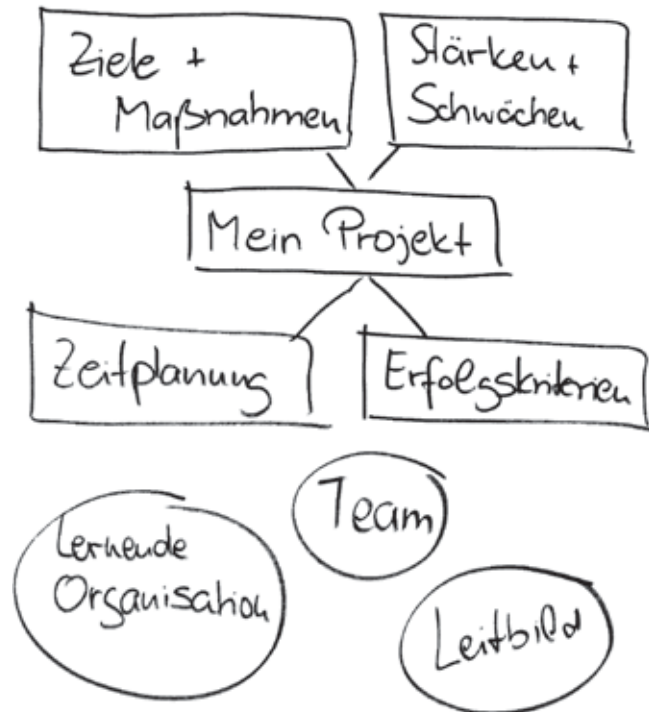 Ziele +
Maßnahmen
Stärken +
Schwächen
Mein Projekt
Zeitplanung
Erfolgskriterien
Team
Lernende
Organisation
Leitbild